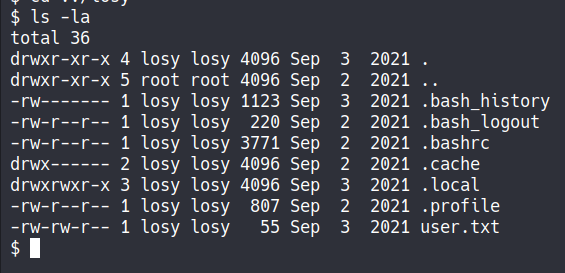 $ cd ../losy
$ ls -la
total 36
drwxr-xr-x 4 losy losy 4096 Sep  3  2021 .
drwxr-xr-x 5 root root 4096 Sep  2  2021 ..
-rw------- 1 losy losy 1123 Sep  3  2021 .bash_history
-rw-r--r-- 1 losy losy  220 Sep  2  2021 .bash_logout
-rw-r--r-- 1 losy losy 3771 Sep  2  2021 .bashrc
drwx------ 2 losy losy 4096 Sep  2  2021 .cache
drwxrwxr-x 3 losy losy 4096 Sep  3  2021 .local
-rw-r--r-- 1 losy losy  807 Sep  2  2021 .profile
-rw-rw-r-- 1 losy losy   55 Sep  3  2021 user.txt
$